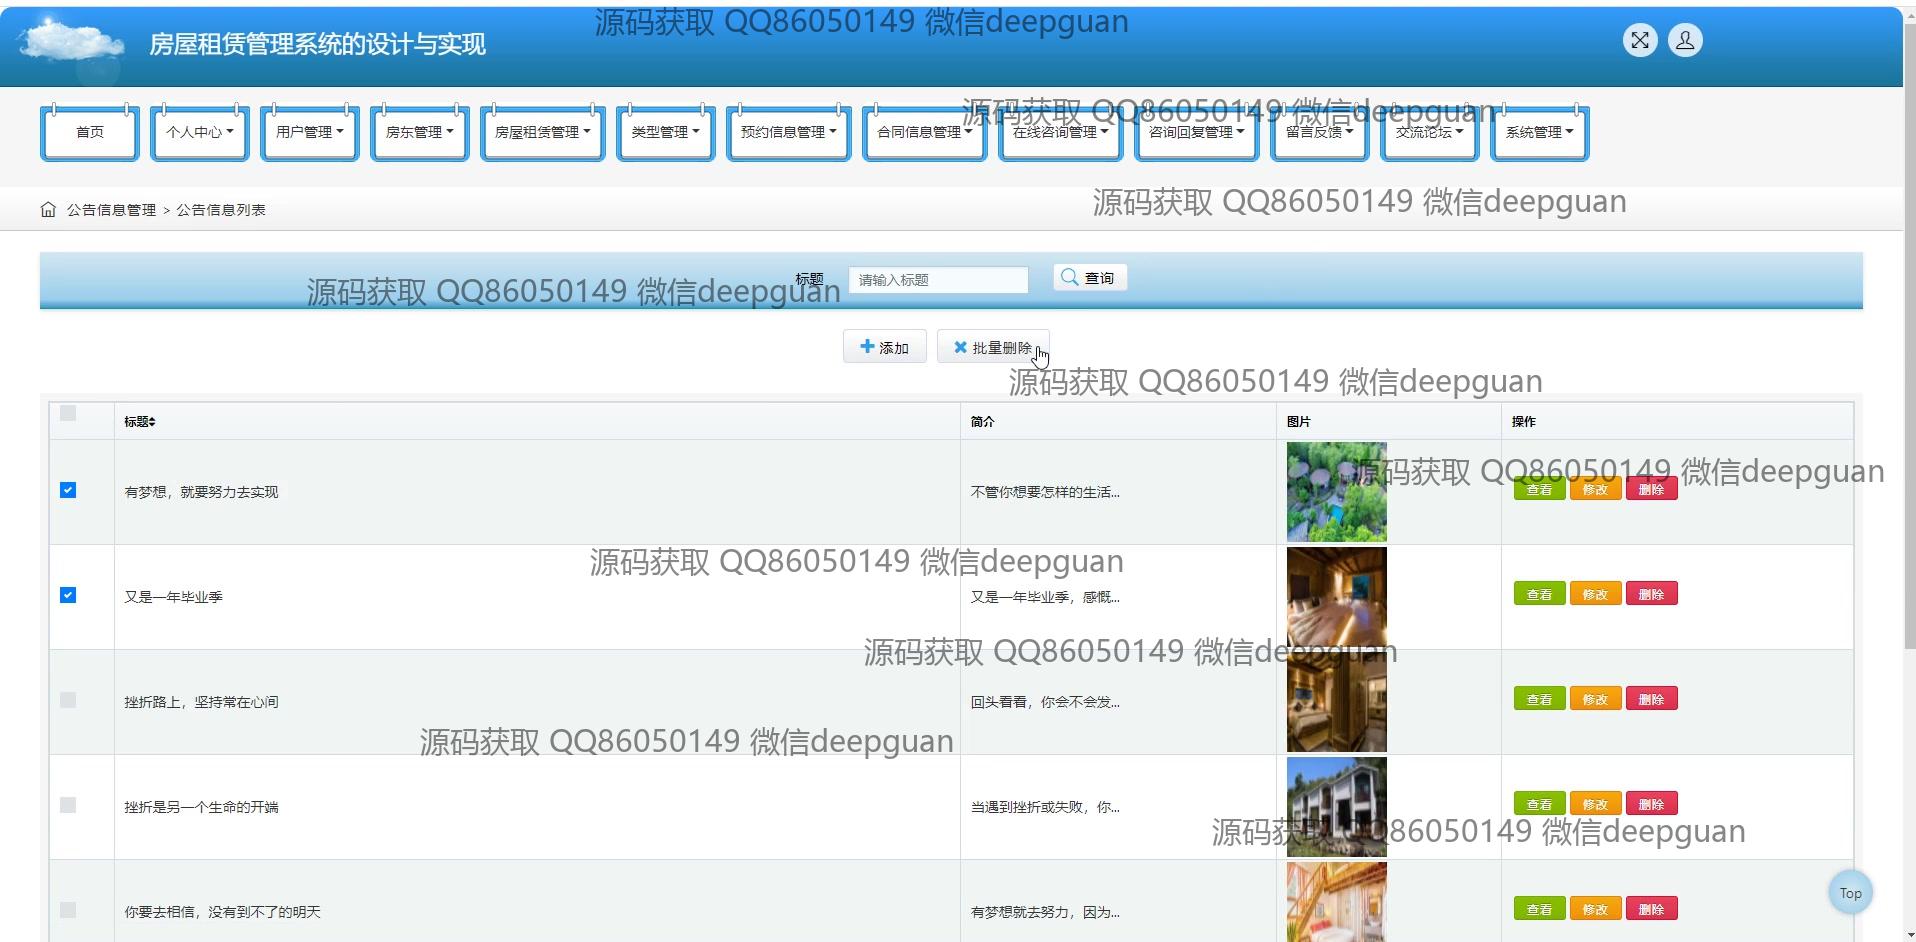 源码获取 QQ86050149 微信deepguan
房屋租赁管理系统的设计与实现
源码获取 QQ86050149 微信deepguan
首页 个人中心 用户管理 房东管理 房屋租赁管理 类型管理 预约信息管理 合同信息管理 在线咨询管理 咨询回复管理 留言反馈 交流论坛 系统管理
源码获取 QQ86050149 微信deepguan
公告信息管理 > 公告信息列表
标题 请输入标题 查询
源码获取 QQ86050149 微信deepguan
添加 批量删除
源码获取 QQ86050149 微信deepguan
标题 简介 图片 操作
源码获取 QQ86050149 微信deepguan
有梦想，就要努力去实现 不管你想要怎样的生活... 查看 修改 删除
源码获取 QQ86050149 微信deepguan
又是一年毕业季 又是一年毕业季，感慨... 查看 修改 删除
源码获取 QQ86050149 微信deepguan
挫折路上，坚持常在心间 回头看看，你会不会发... 查看 修改 删除
源码获取 QQ86050149 微信deepguan
挫折是另一个生命的开端 当遇到挫折或失败，你... 查看 修改 删除
源码获取 QQ86050149 微信deepguan
你要去相信，没有到不了的明天 有梦想就去努力，因为... 查看 修改 删除
Top